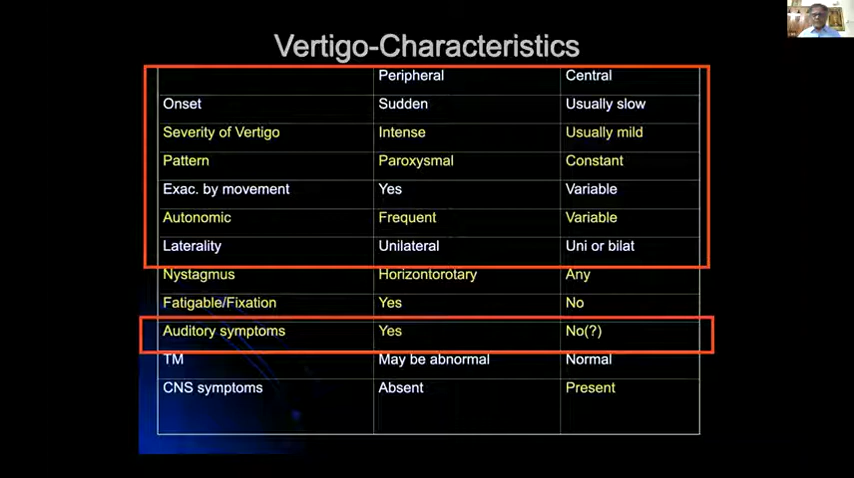 Vertigo-Characteristics
Peripheral Central
Onset Sudden Usually slow
Severity of Vertigo Intense Usually mild
Pattern Paroxysmal Constant
Exac. by movement Yes Variable
Autonomic Frequent Variable
Laterality Unilateral Uni or bilat
Nystagmus Horizontorotary Any
Fatigable/Fixation Yes No
Auditory symptoms Yes No(?)
TM May be abnormal Normal
CNS symptoms Absent Present